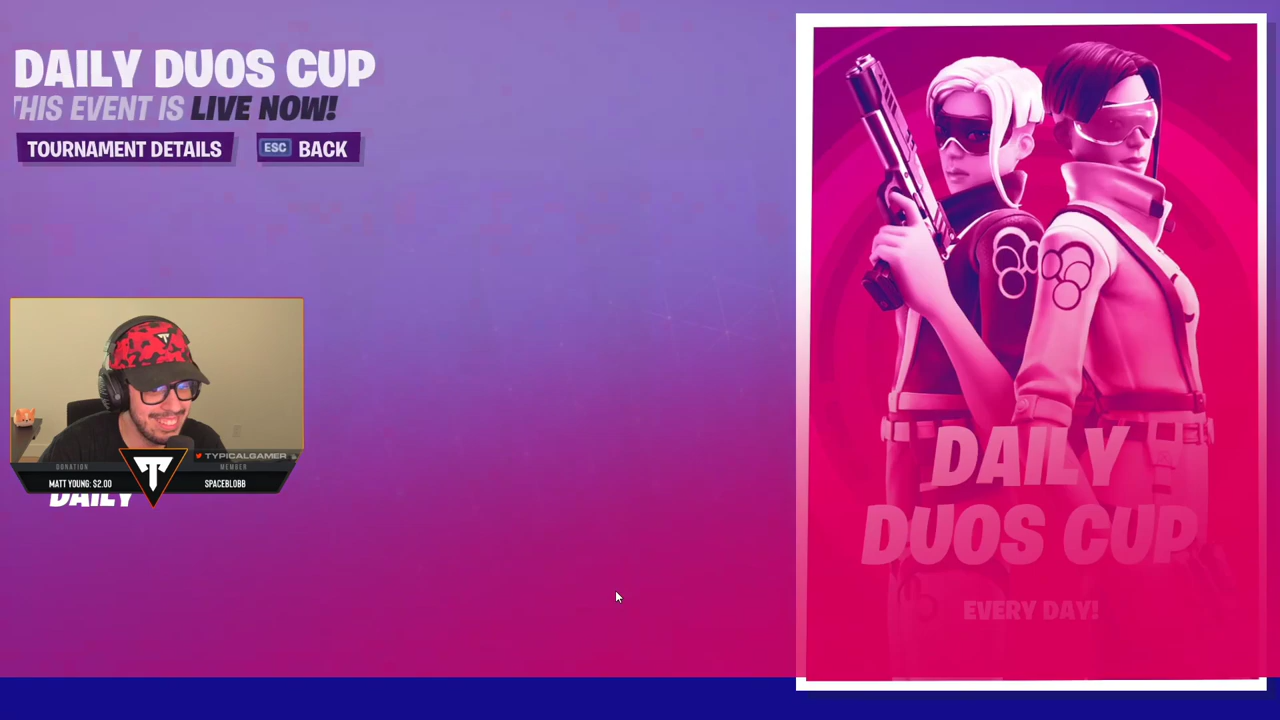 DAILY DUOS CUP
THIS EVENT IS LIVE NOW!
TOURNAMENT DETAILS
ESC BACK
TYPICALGAMER
DONATION
MEMBER
MATT YOUNG: $2.00
SPACEBLOBB
DAILY
DAILY
DUOS CUP
EVERY DAY!